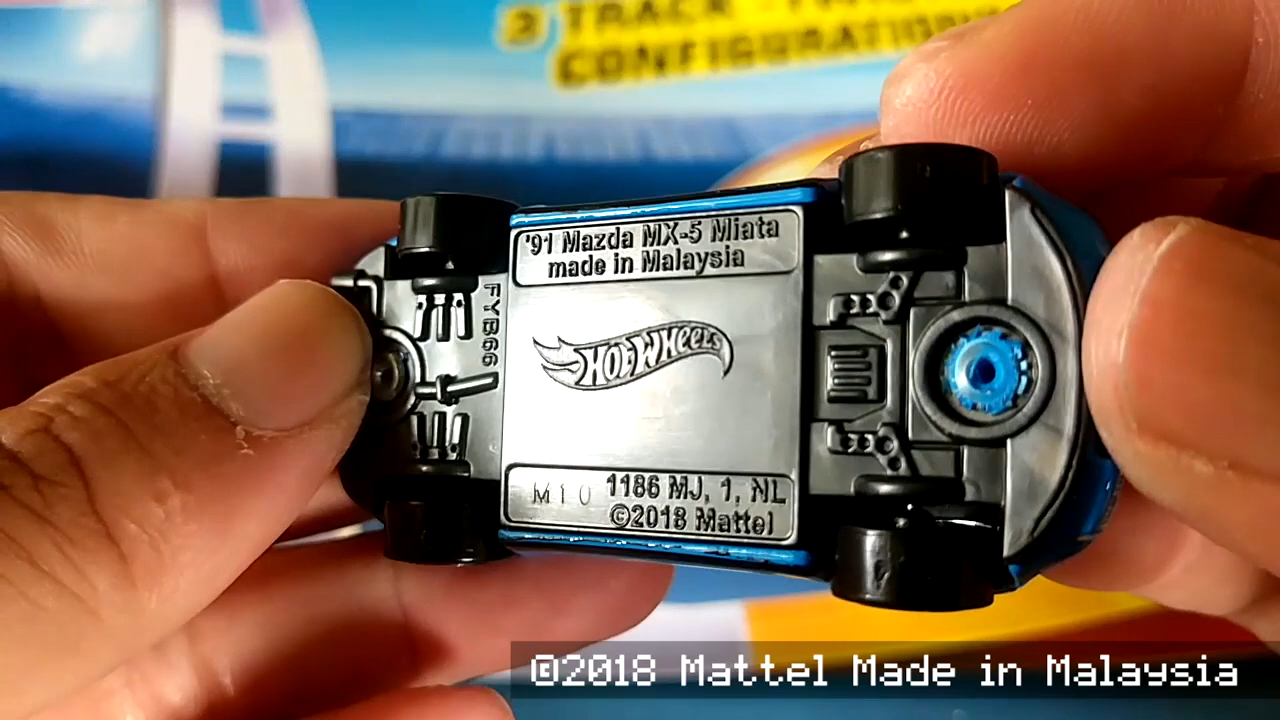 2 TRACK
CONFIGURATION
'91 Mazda MX-5 Miata
made in Malaysia
FYB66
HOT WHEELS
M10
1186 MJ, 1, NL
©2018 Mattel
©2018 Mattel Made in Malaysia